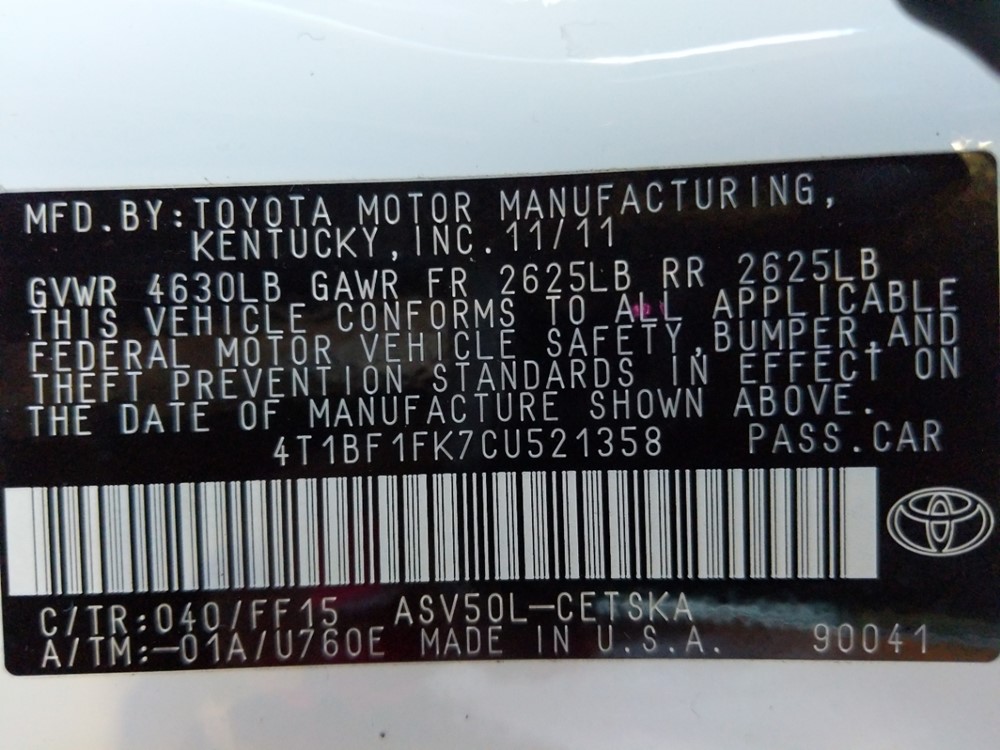 MFD.BY:TOYOTA MOTOR MANUFACTURING,
KENTUCKY, INC. 11/11
GVWR 4630LB GAWR FR 2625LB RR 2625LB
THIS VEHICLE CONFORMS TO ALL APPLICABLE
FEDERAL MOTOR VEHICLE SAFETY,BUMPER,AND
THEFT PREVENTION STANDARDS IN EFFECT ON
THE DATE OF MANUFACTURE SHOWN ABOVE.
4T1BF1FK7CU521358 PASS.CAR
C/TR:040/FF15 ASV50L-CETSKA
A/TM:-01A/U760E MADE IN U.S.A. 90041